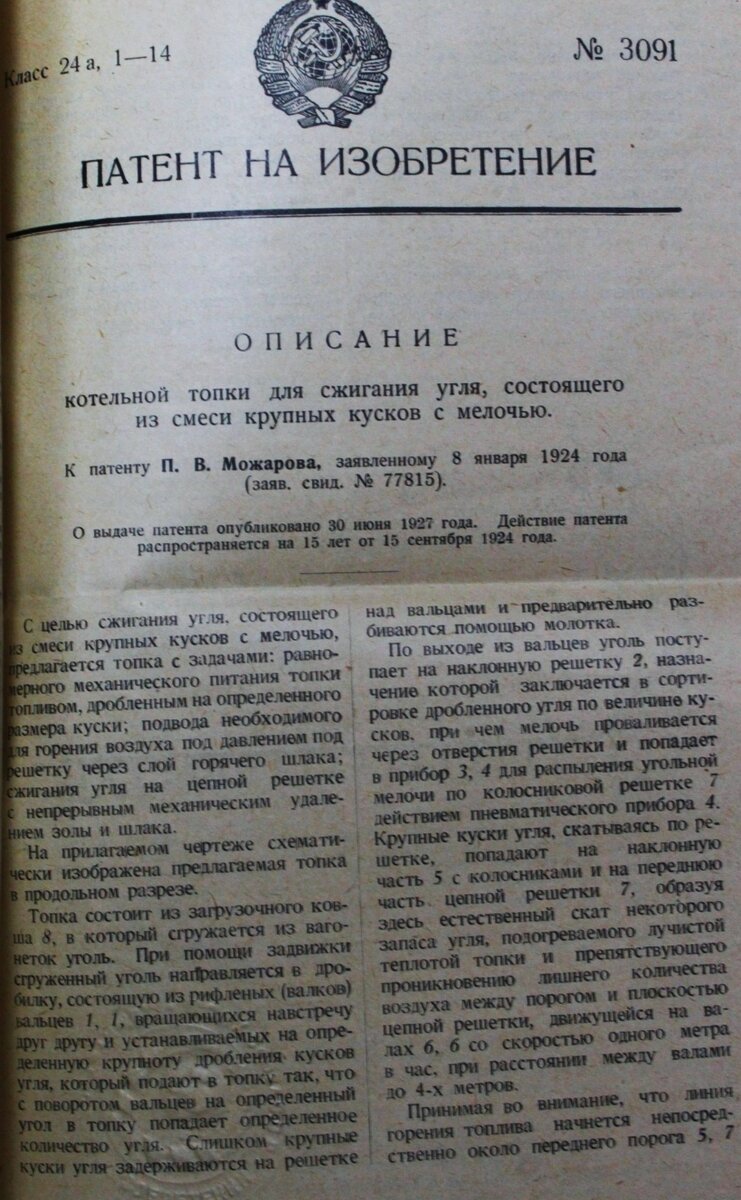 Класс 24 а, 1—14
№ 3091
ПАТЕНТ НА ИЗОБРЕТЕНИЕ
ОПИСАНИЕ
котельной топки для сжигания угля, состоящего
из смеси крупных кусков с мелочью.
К патенту П. В. Можарова, заявленному 8 января 1924 года
(заяв. свид. № 77815).
О выдаче патента опубликовано 30 июня 1927 года. Действие патента
распространяется на 15 лет от 15 сентября 1924 года.
С целью сжигания угля, состоящего
из смеси крупных кусков с мелочью,
предлагается топка с задачами: равно-
мерного механического питания топки
топливом, дробленным на определенного
размера куски; подвода необходимого
для горения воздуха под давлением под
решетку через слой горячего шлака;
сжигания угля на цепной решетке
с непрерывным механическим удале-
нием золы и шлака.
На прилагаемом чертеже схемати-
чески изображена предлагаемая топка
в продольном разрезе.
Топка состоит из загрузочного ков-
ша 8, в который сгружается из ваго-
неток уголь. При помощи задвижки
сгруженный уголь направляется в дро-
билку, состоящую из рифленых (валков)
вальцев 1, 1, вращающихся навстречу
друг другу и устанавливаемых на опре-
деленную крупноту дробления кусков
угля, который подают в топку так, что
с поворотом вальцев на определенный
угол в топку попадает определенное
количество угля. Слишком крупные
куски угля задерживаются на решетке
над вальцами и предварительно раз-
биваются помощью молотка.
По выходе из вальцев уголь посту-
пает на наклонную решетку 2, назна-
чение которой заключается в сорти-
ровке дробленного угля по величине ку-
сков, при чем мелочь проваливается
через отверстия решетки и попадает
в прибор 3, 4 для распыления угольной
мелочи по колосниковой решетке 7
действием пневматического прибора 4.
Крупные куски угля, скатываясь по ре-
шетке, попадают на наклонную
часть 5 с колосниками и на переднюю
часть цепной решетки 7, образуя
здесь естественный скат некоторого
запаса угля, подогреваемого лучистой
теплотой топки и препятствующего
проникновению лишнего количества
воздуха между порогом и плоскостью
цепной решетки, движущейся на ва-
лах 6, 6 со скоростью одного метра
в час, при расстоянии между валами
до 4-х метров.
Принимая во внимание, что линия
горения топлива начнется непосред-
ственно около переднего порога 5, 7